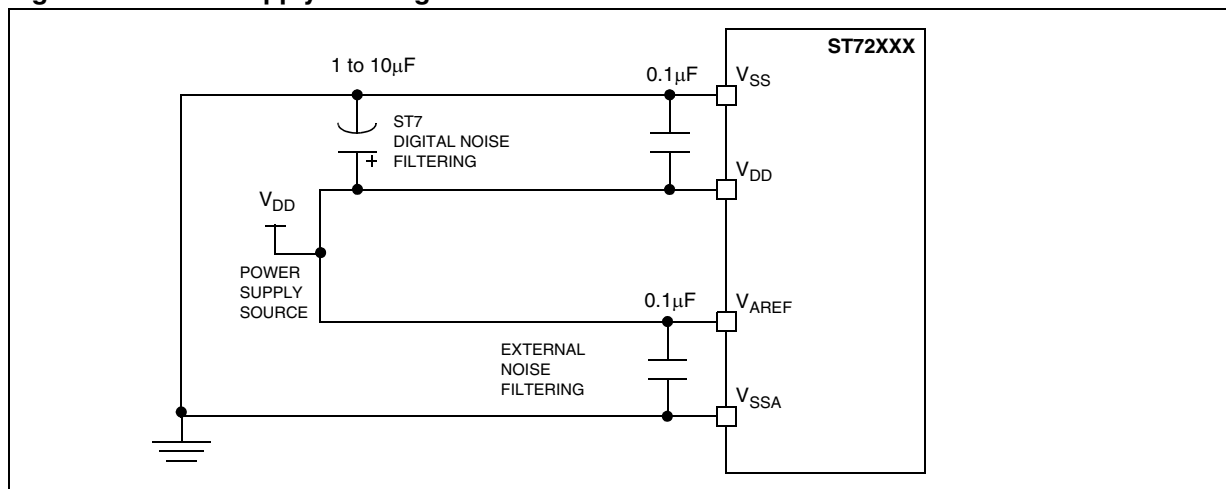 ST72XXX
1 to 10μF
0.1μF
V_SS
ST7
DIGITAL NOISE
FILTERING
+
V_DD
V_DD
POWER
SUPPLY
SOURCE
0.1μF
V_AREF
EXTERNAL
NOISE
FILTERING
V_SSA